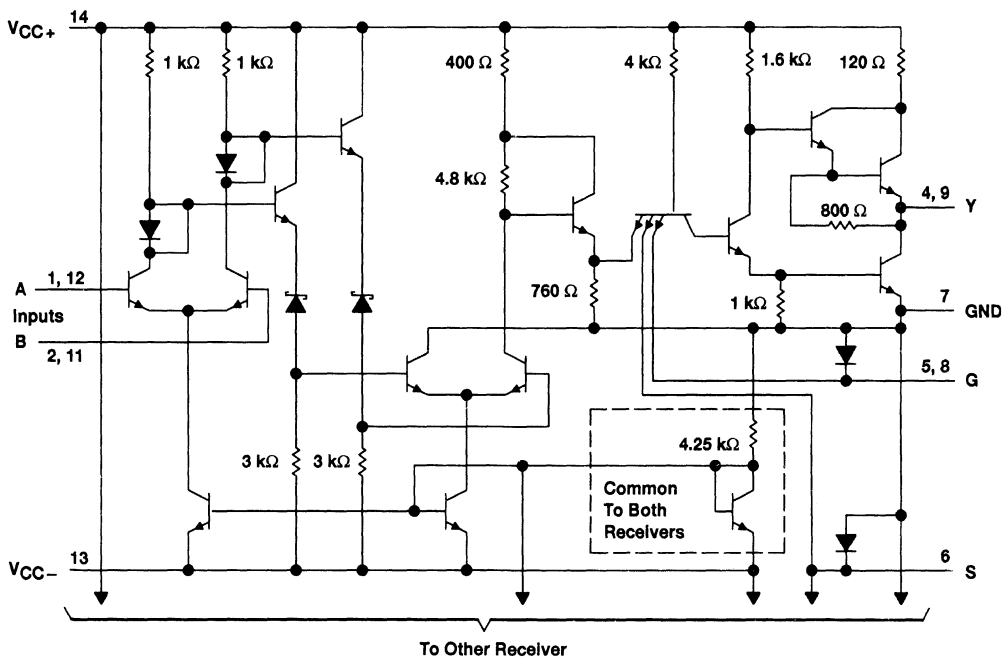 VCC+
14
1 kΩ
1 kΩ
400 Ω
4 kΩ
1.6 kΩ
120 Ω
4.8 kΩ
4, 9
Y
800 Ω
A
1, 12
Inputs
B
2, 11
760 Ω
1 kΩ
7
GND
5, 8
G
3 kΩ
3 kΩ
4.25 kΩ
Common
To Both
Receivers
VCC−
13
6
S
To Other Receiver